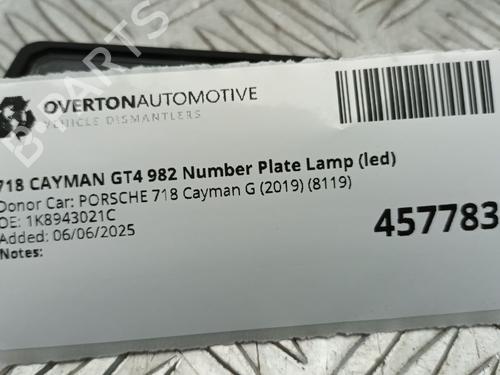 OVERTONAUTOMOTIVE
VEHICLE DISMANTLERS
718 CAYMAN GT4 982 Number Plate Lamp (led)
Donor Car: PORSCHE 718 Cayman G (2019) (8119)
OE: 1K8943021C
Added: 06/06/2025
457783
Notes:
B-PARTS